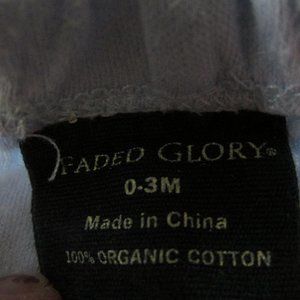 FADED GLORY®
0-3M
Made in China
100% ORGANIC COTTON